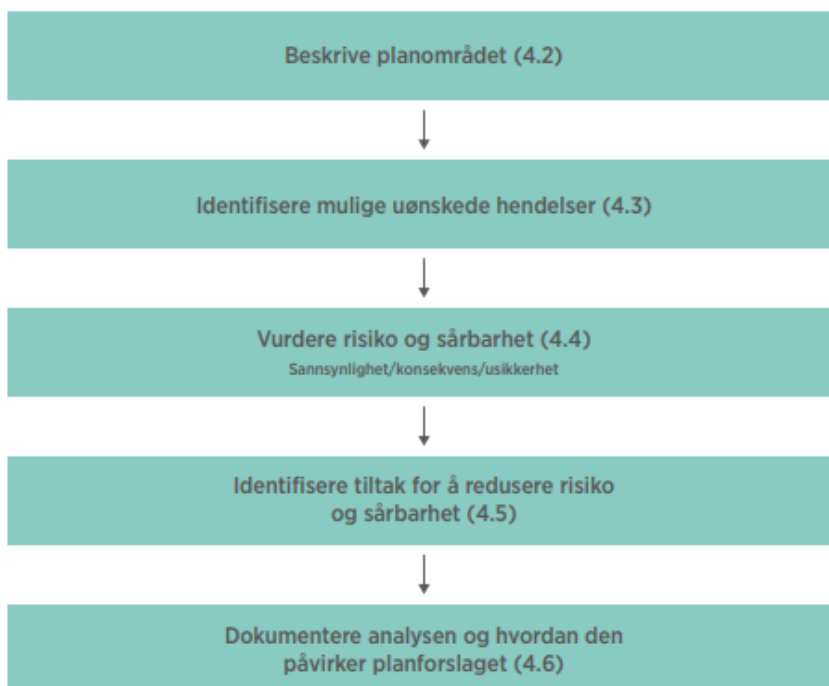 Beskrive planområdet (4.2)
Identifisere mulige uønskede hendelser (4.3)
Vurdere risiko og sårbarhet (4.4)
Sannsynlighet/konsekvens/usikkerhet
Identifisere tiltak for å redusere risiko
og sårbarhet (4.5)
Dokumentere analysen og hvordan den
påvirker planforslaget (4.6)